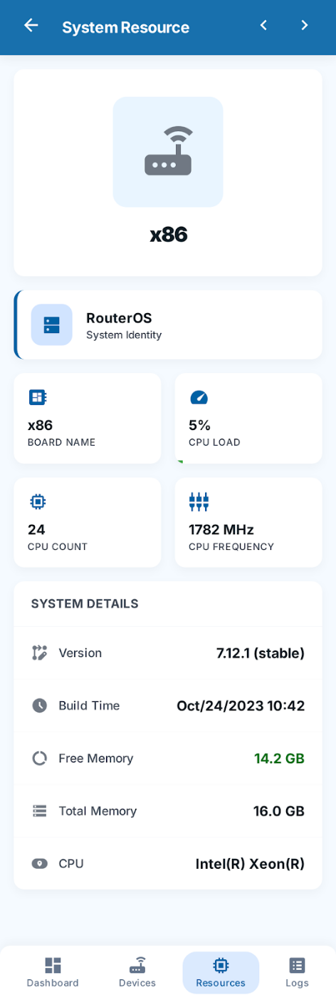 System Resource
x86
RouterOS
System Identity
x86
BOARD NAME
5%
CPU LOAD
24
CPU COUNT
1782 MHz
CPU FREQUENCY
SYSTEM DETAILS
Version 7.12.1 (stable)
Build Time Oct/24/2023 10:42
Free Memory 14.2 GB
Total Memory 16.0 GB
CPU Intel(R) Xeon(R)
Dashboard Devices Resources Logs